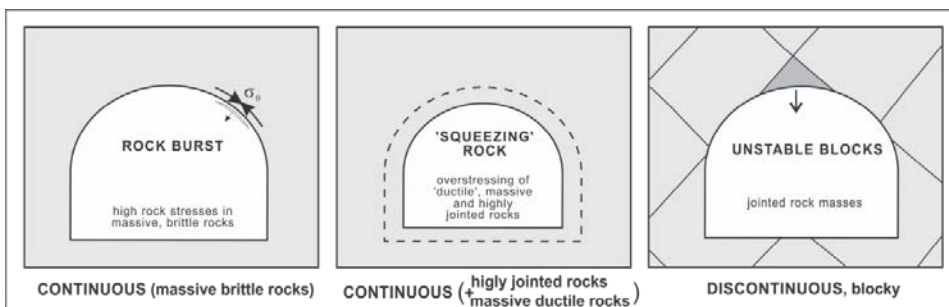 σθ
ROCK BURST
high rock stresses in
massive, brittle rocks
CONTINUOUS (massive brittle rocks)
'SQUEEZING'
ROCK
overstressing of
'ductile', massive
and highly
jointed rocks
CONTINUOUS (+ higly jointed rocks
massive ductile rocks)
UNSTABLE BLOCKS
jointed rock masses
DISCONTINUOUS, blocky